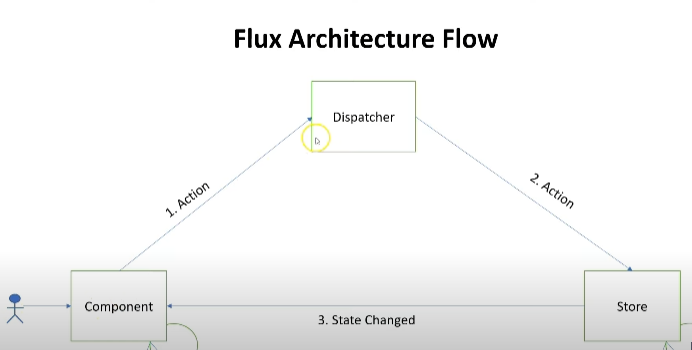 Flux Architecture Flow
Dispatcher
1. Action
2. Action
Component
Store
3. State Changed